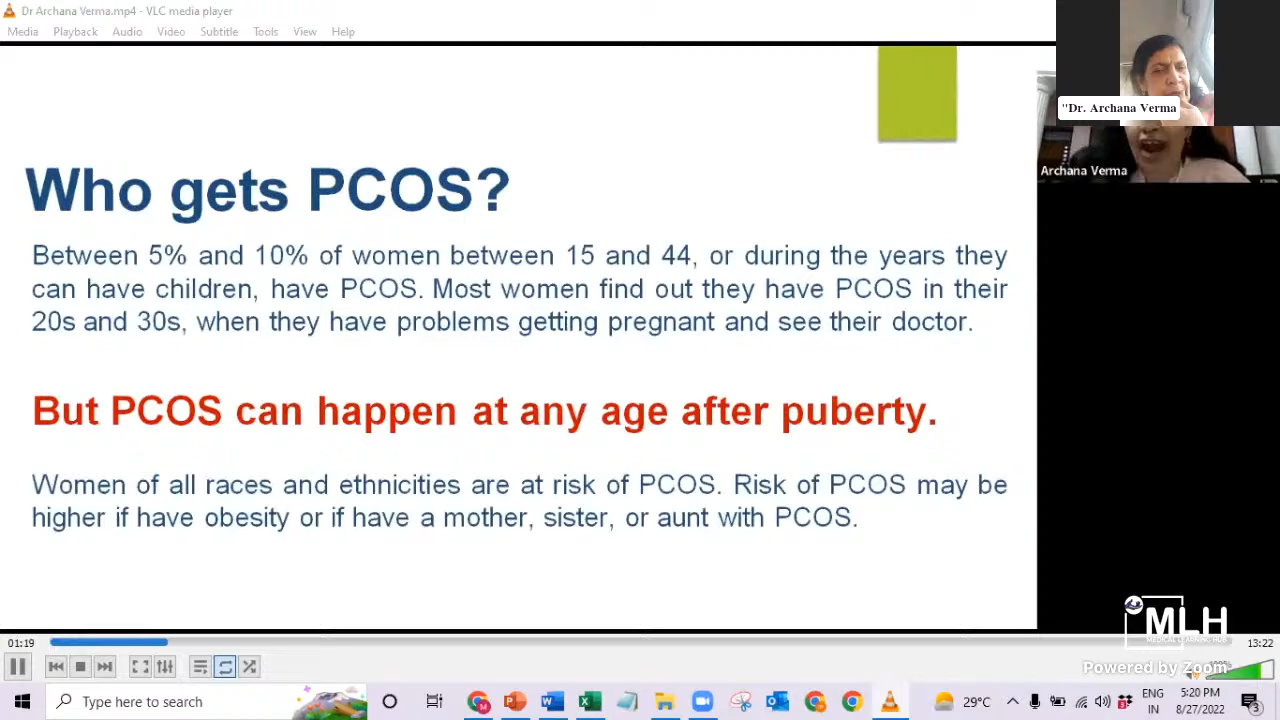 Dr Archana Verma.mp4 - VLC media player
Media Playback Audio Video Subtitle Tools View Help
"Dr. Archana Verma
Archana Verma
Who gets PCOS?
Between 5% and 10% of women between 15 and 44, or during the years they
can have children, have PCOS. Most women find out they have PCOS in their
20s and 30s, when they have problems getting pregnant and see their doctor.
But PCOS can happen at any age after puberty.
Women of all races and ethnicities are at risk of PCOS. Risk of PCOS may be
higher if have obesity or if have a mother, sister, or aunt with PCOS.
MLH
MEDICAL LEARNING HUB
01:19
13:22
Powered by Zoom
Type here to search
29°C
ENG
IN
5:20 PM
8/27/2022
3